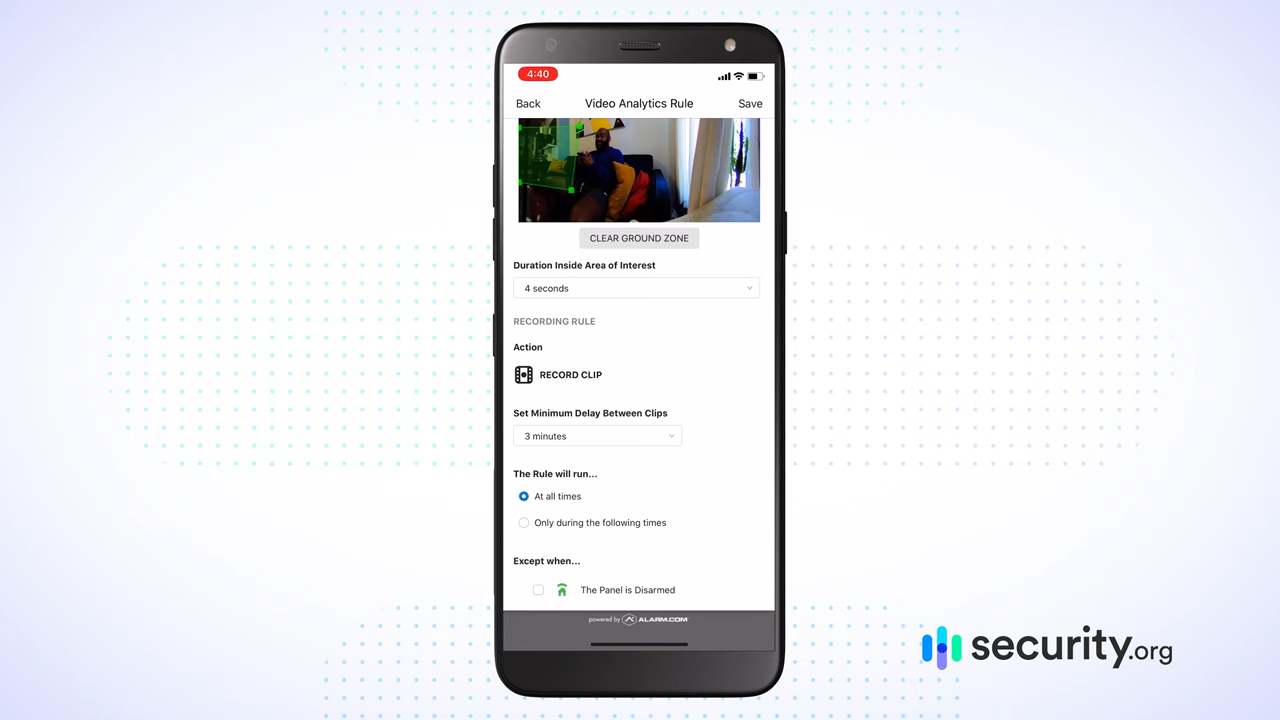 4:40
Back Video Analytics Rule Save
CLEAR GROUND ZONE
Duration Inside Area of Interest
4 seconds
RECORDING RULE
Action
RECORD CLIP
Set Minimum Delay Between Clips
3 minutes
The Rule will run...
At all times
Only during the following times
Except when...
The Panel is Disarmed
powered by ALARM.COM
security.org